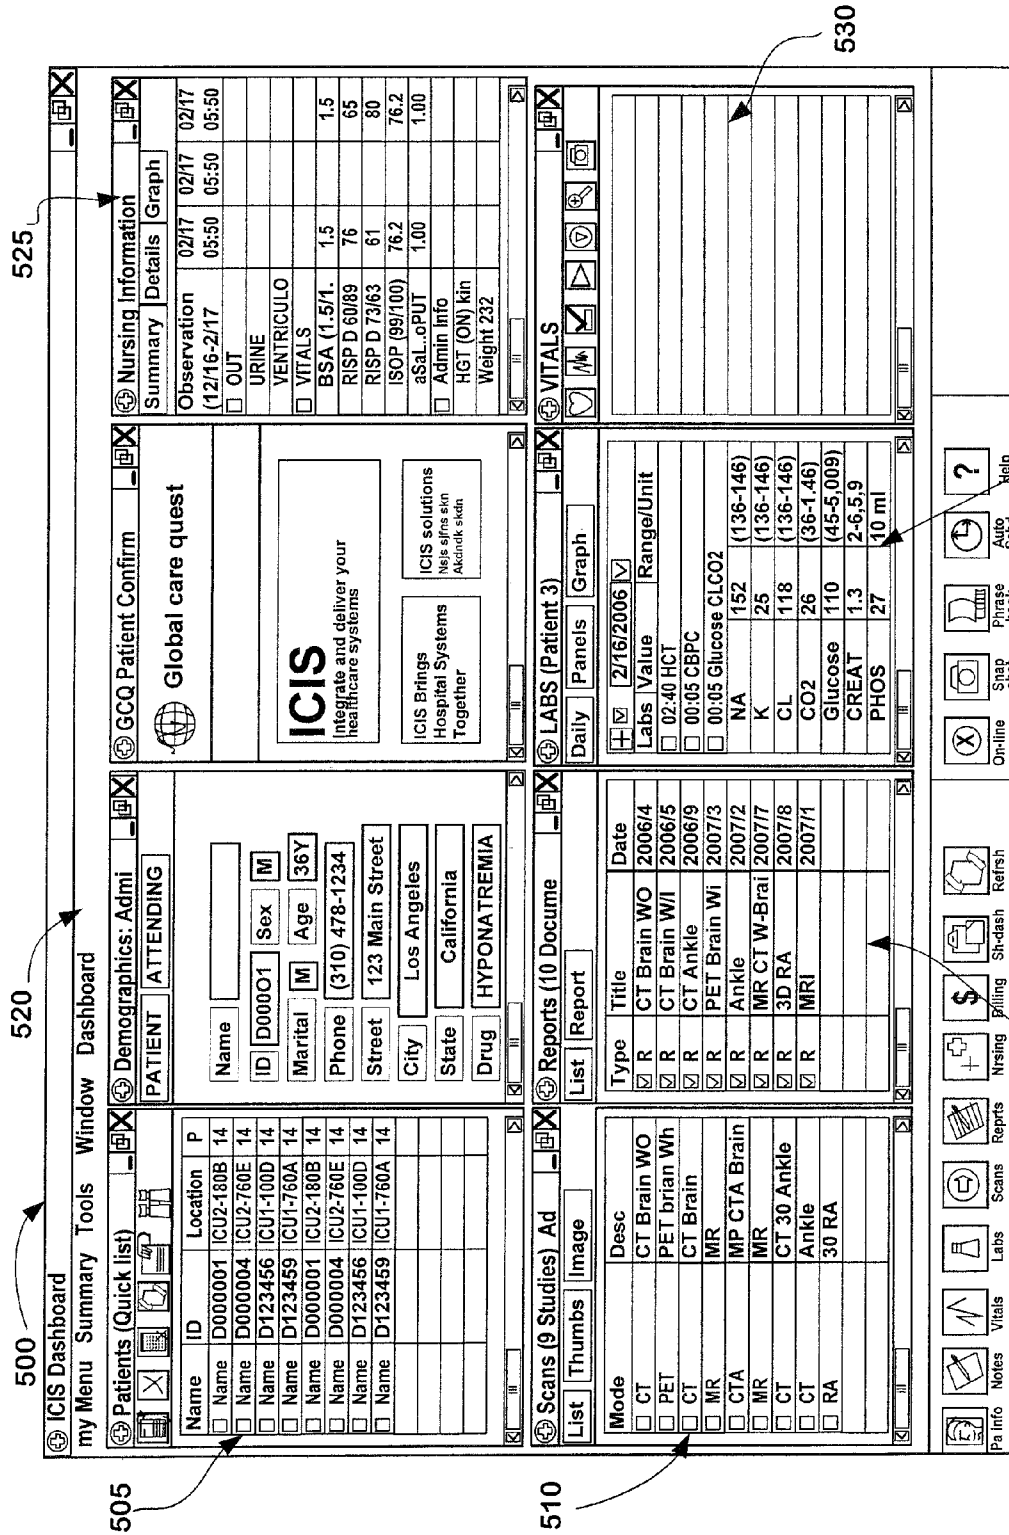 500
520
525
ICIS Dashboard
my Menu Summary Tools Window Dashboard
Patients (Quick list)
Name ID Location P
Name D000001 ICU2-180B 14
Name D000004 ICU2-760E 14
Name D123456 ICU1-100D 14
Name D123459 ICU1-760A 14
Name D000001 ICU2-180B 14
Name D000004 ICU2-760E 14
Name D123456 ICU1-100D 14
Name D123459 ICU1-760A 14
505
Demographics: Admi
PATIENT ATTENDING
Name
ID D00001 Sex M
Marital M Age 36Y
Phone (310) 478-1234
Street 123 Main Street
City Los Angeles
State California
Drug HYPONATREMIA
GCQ Patient Confirm
Global care quest
ICIS
Integrate and deliver your
healthcare systems
ICIS Brings
Hospital Systems
Together
ICIS solutions
Nsjs sjfns skn
Akdndk skdn
Nursing Information
Summary Details Graph
Observation 02/17 02/17 02/17
(12/16-2/17) 05:50 05:50 05:50
OUT
URINE
VENTRICULO
VITALS
BSA (1.5/1. 1.5 1.5
RISP D 60/89 76 65
RISP D 73/63 61 80
ISOP (99/100) 76.2 76.2
aSaL..oPUT 1.00 1.00
Admin Info
HGT (ON) kin
Weight 232
Scans (9 Studies) Ad
List Thumbs Image
Mode Desc
CT CT Brain WO
PET PET brian Wh
CT CT Brain
MR MR
CTA MP CTA Brain
MR MR
CT CT 30 Ankle
CT Ankle
RA 30 RA
510
Reports (10 Docume
List Report
Type Title Date
R CT Brain WO 2006/4
R CT Brain W/I 2006/5
R CT Ankle 2006/9
R PET Brain Wi 2007/3
R Ankle 2007/2
R MR CT W-Brai 2007/7
R 3D RA 2007/8
R MRI 2007/1
LABS (Patient 3)
Daily Panels Graph
2/16/2006
Labs Value Range/Unit
02:40 HCT
00:05 CBPC
00:05 Glucose CLCO2
NA 152 (136-146)
K 25 (136-146)
CL 118 (136-146)
CO2 26 (36-1.46)
Glucose 110 (45-5,009)
CREAT 1.3 2-6,5,9
PHOS 27 10 ml
VITALS
530
Pa info Notes Vitals Labs Scans Reprts Nrsing Billing Sh-dash Refrsh
On-line Snap Phrase Auto Help